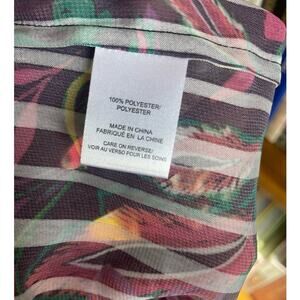 100% POLYESTER/
POLYESTER
MADE IN CHINA
FABRIQUÉ EN LA CHINE
CARE ON REVERSE/
VOIR AU VERSO POUR LES SOINS